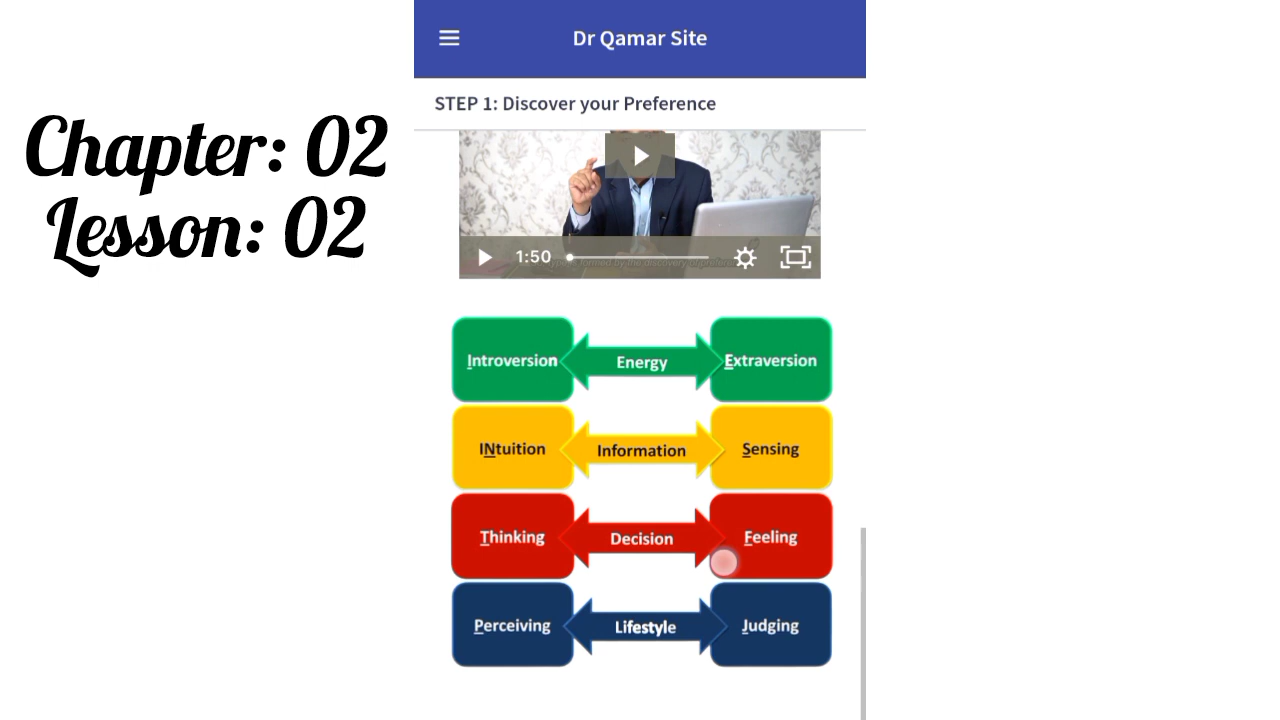 Chapter: 02
Lesson: 02
Dr Qamar Site
STEP 1: Discover your Preference
1:50
Introversion Energy Extraversion
INtuition Information Sensing
Thinking Decision Feeling
Perceiving Lifestyle Judging